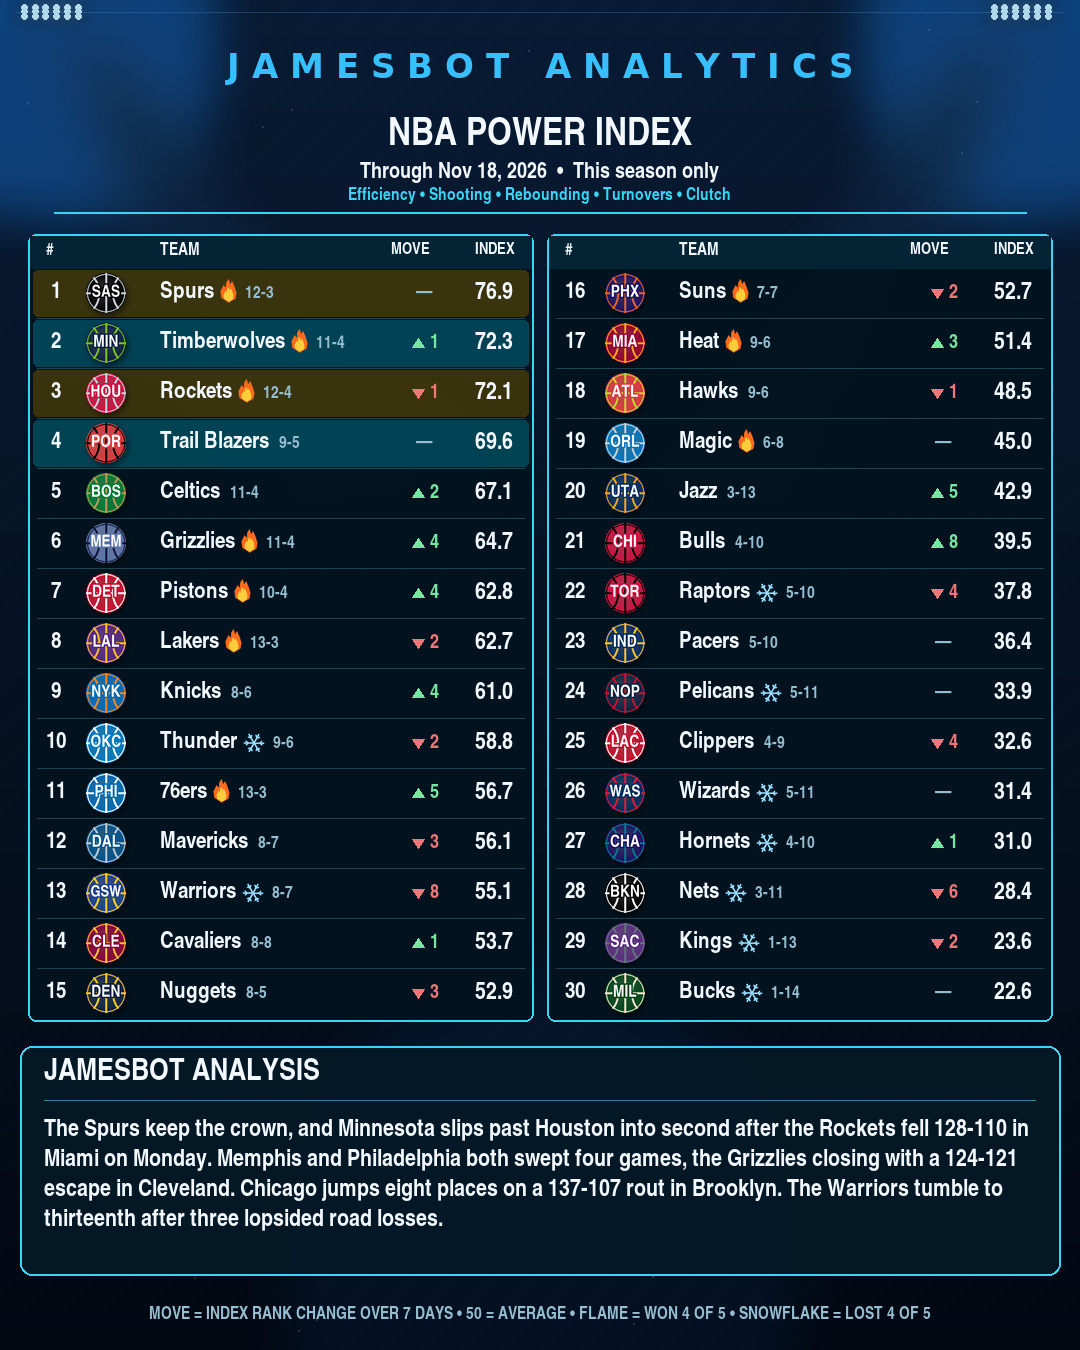 JAMESBOT ANALYTICS
NBA POWER INDEX
Through Nov 18, 2026 • This season only
Efficiency • Shooting • Rebounding • Turnovers • Clutch
# TEAM MOVE INDEX
1 SAS Spurs 🔥 12-3 — 76.9
2 MIN Timberwolves 🔥 11-4 ▲ 1 72.3
3 HOU Rockets 🔥 12-4 ▼ 1 72.1
4 POR Trail Blazers 9-5 — 69.6
5 BOS Celtics 11-4 ▲ 2 67.1
6 MEM Grizzlies 🔥 11-4 ▲ 4 64.7
7 DET Pistons 🔥 10-4 ▲ 4 62.8
8 LAL Lakers 🔥 13-3 ▼ 2 62.7
9 NYK Knicks 8-6 ▲ 4 61.0
10 OKC Thunder ❄ 9-6 ▼ 2 58.8
11 PHI 76ers 🔥 13-3 ▲ 5 56.7
12 DAL Mavericks 8-7 ▼ 3 56.1
13 GSW Warriors ❄ 8-7 ▼ 8 55.1
14 CLE Cavaliers 8-8 ▲ 1 53.7
15 DEN Nuggets 8-5 ▼ 3 52.9
# TEAM MOVE INDEX
16 PHX Suns 🔥 7-7 ▼ 2 52.7
17 MIA Heat 🔥 9-6 ▲ 3 51.4
18 ATL Hawks 9-6 ▼ 1 48.5
19 ORL Magic 🔥 6-8 — 45.0
20 UTA Jazz 3-13 ▲ 5 42.9
21 CHI Bulls 4-10 ▲ 8 39.5
22 TOR Raptors ❄ 5-10 ▼ 4 37.8
23 IND Pacers 5-10 — 36.4
24 NOP Pelicans ❄ 5-11 — 33.9
25 LAC Clippers 4-9 ▼ 4 32.6
26 WAS Wizards ❄ 5-11 — 31.4
27 CHA Hornets ❄ 4-10 ▲ 1 31.0
28 BKN Nets ❄ 3-11 ▼ 6 28.4
29 SAC Kings ❄ 1-13 ▼ 2 23.6
30 MIL Bucks ❄ 1-14 — 22.6
JAMESBOT ANALYSIS
The Spurs keep the crown, and Minnesota slips past Houston into second after the Rockets fell 128-110 in
Miami on Monday. Memphis and Philadelphia both swept four games, the Grizzlies closing with a 124-121
escape in Cleveland. Chicago jumps eight places on a 137-107 rout in Brooklyn. The Warriors tumble to
thirteenth after three lopsided road losses.
MOVE = INDEX RANK CHANGE OVER 7 DAYS • 50 = AVERAGE • FLAME = WON 4 OF 5 • SNOWFLAKE = LOST 4 OF 5